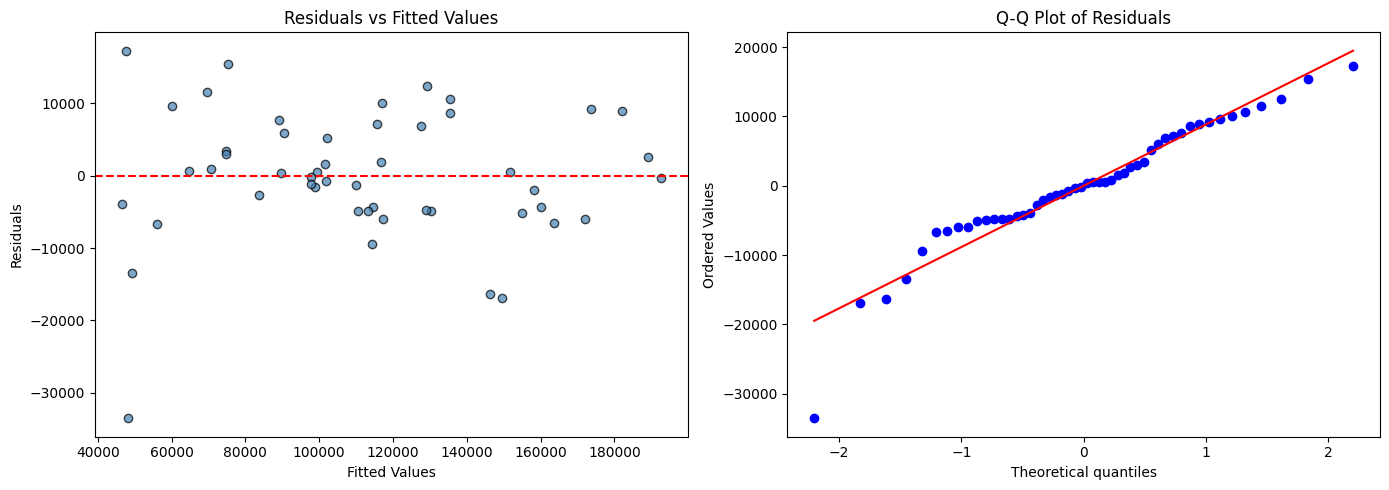 Residuals vs Fitted Values
10000
0
−10000
−20000
−30000
Residuals
40000 60000 80000 100000 120000 140000 160000 180000
Fitted Values
Q-Q Plot of Residuals
20000
10000
0
−10000
−20000
−30000
Ordered Values
−2 −1 0 1 2
Theoretical quantiles